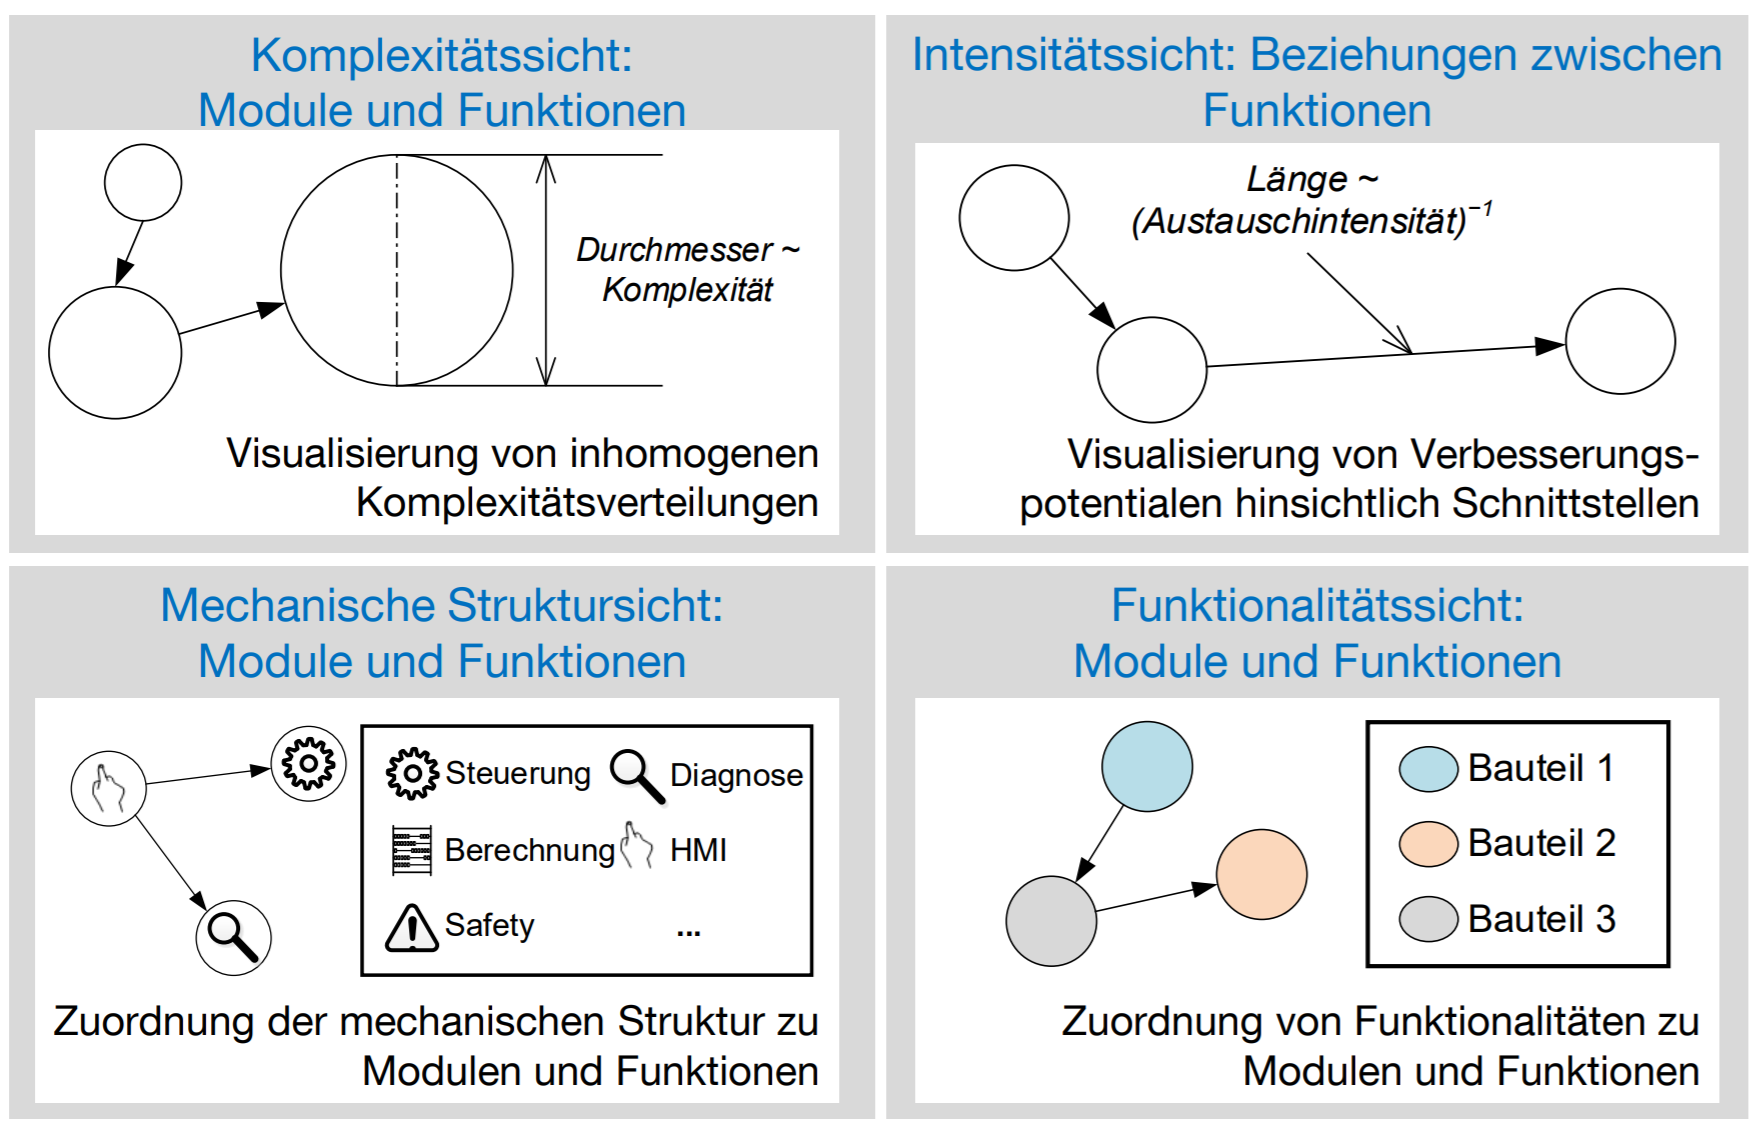 Komplexitätssicht:
Module und Funktionen
Durchmesser ~
Komplexität
Visualisierung von inhomogenen
Komplexitätsverteilungen
Intensitätssicht: Beziehungen zwischen
Funktionen
Länge ~
(Austauschintensität)⁻¹
Visualisierung von Verbesserungs-
potentialen hinsichtlich Schnittstellen
Mechanische Struktursicht:
Module und Funktionen
Steuerung Diagnose
Berechnung HMI
Safety ...
Zuordnung der mechanischen Struktur zu
Modulen und Funktionen
Funktionalitätssicht:
Module und Funktionen
Bauteil 1
Bauteil 2
Bauteil 3
Zuordnung von Funktionalitäten zu
Modulen und Funktionen